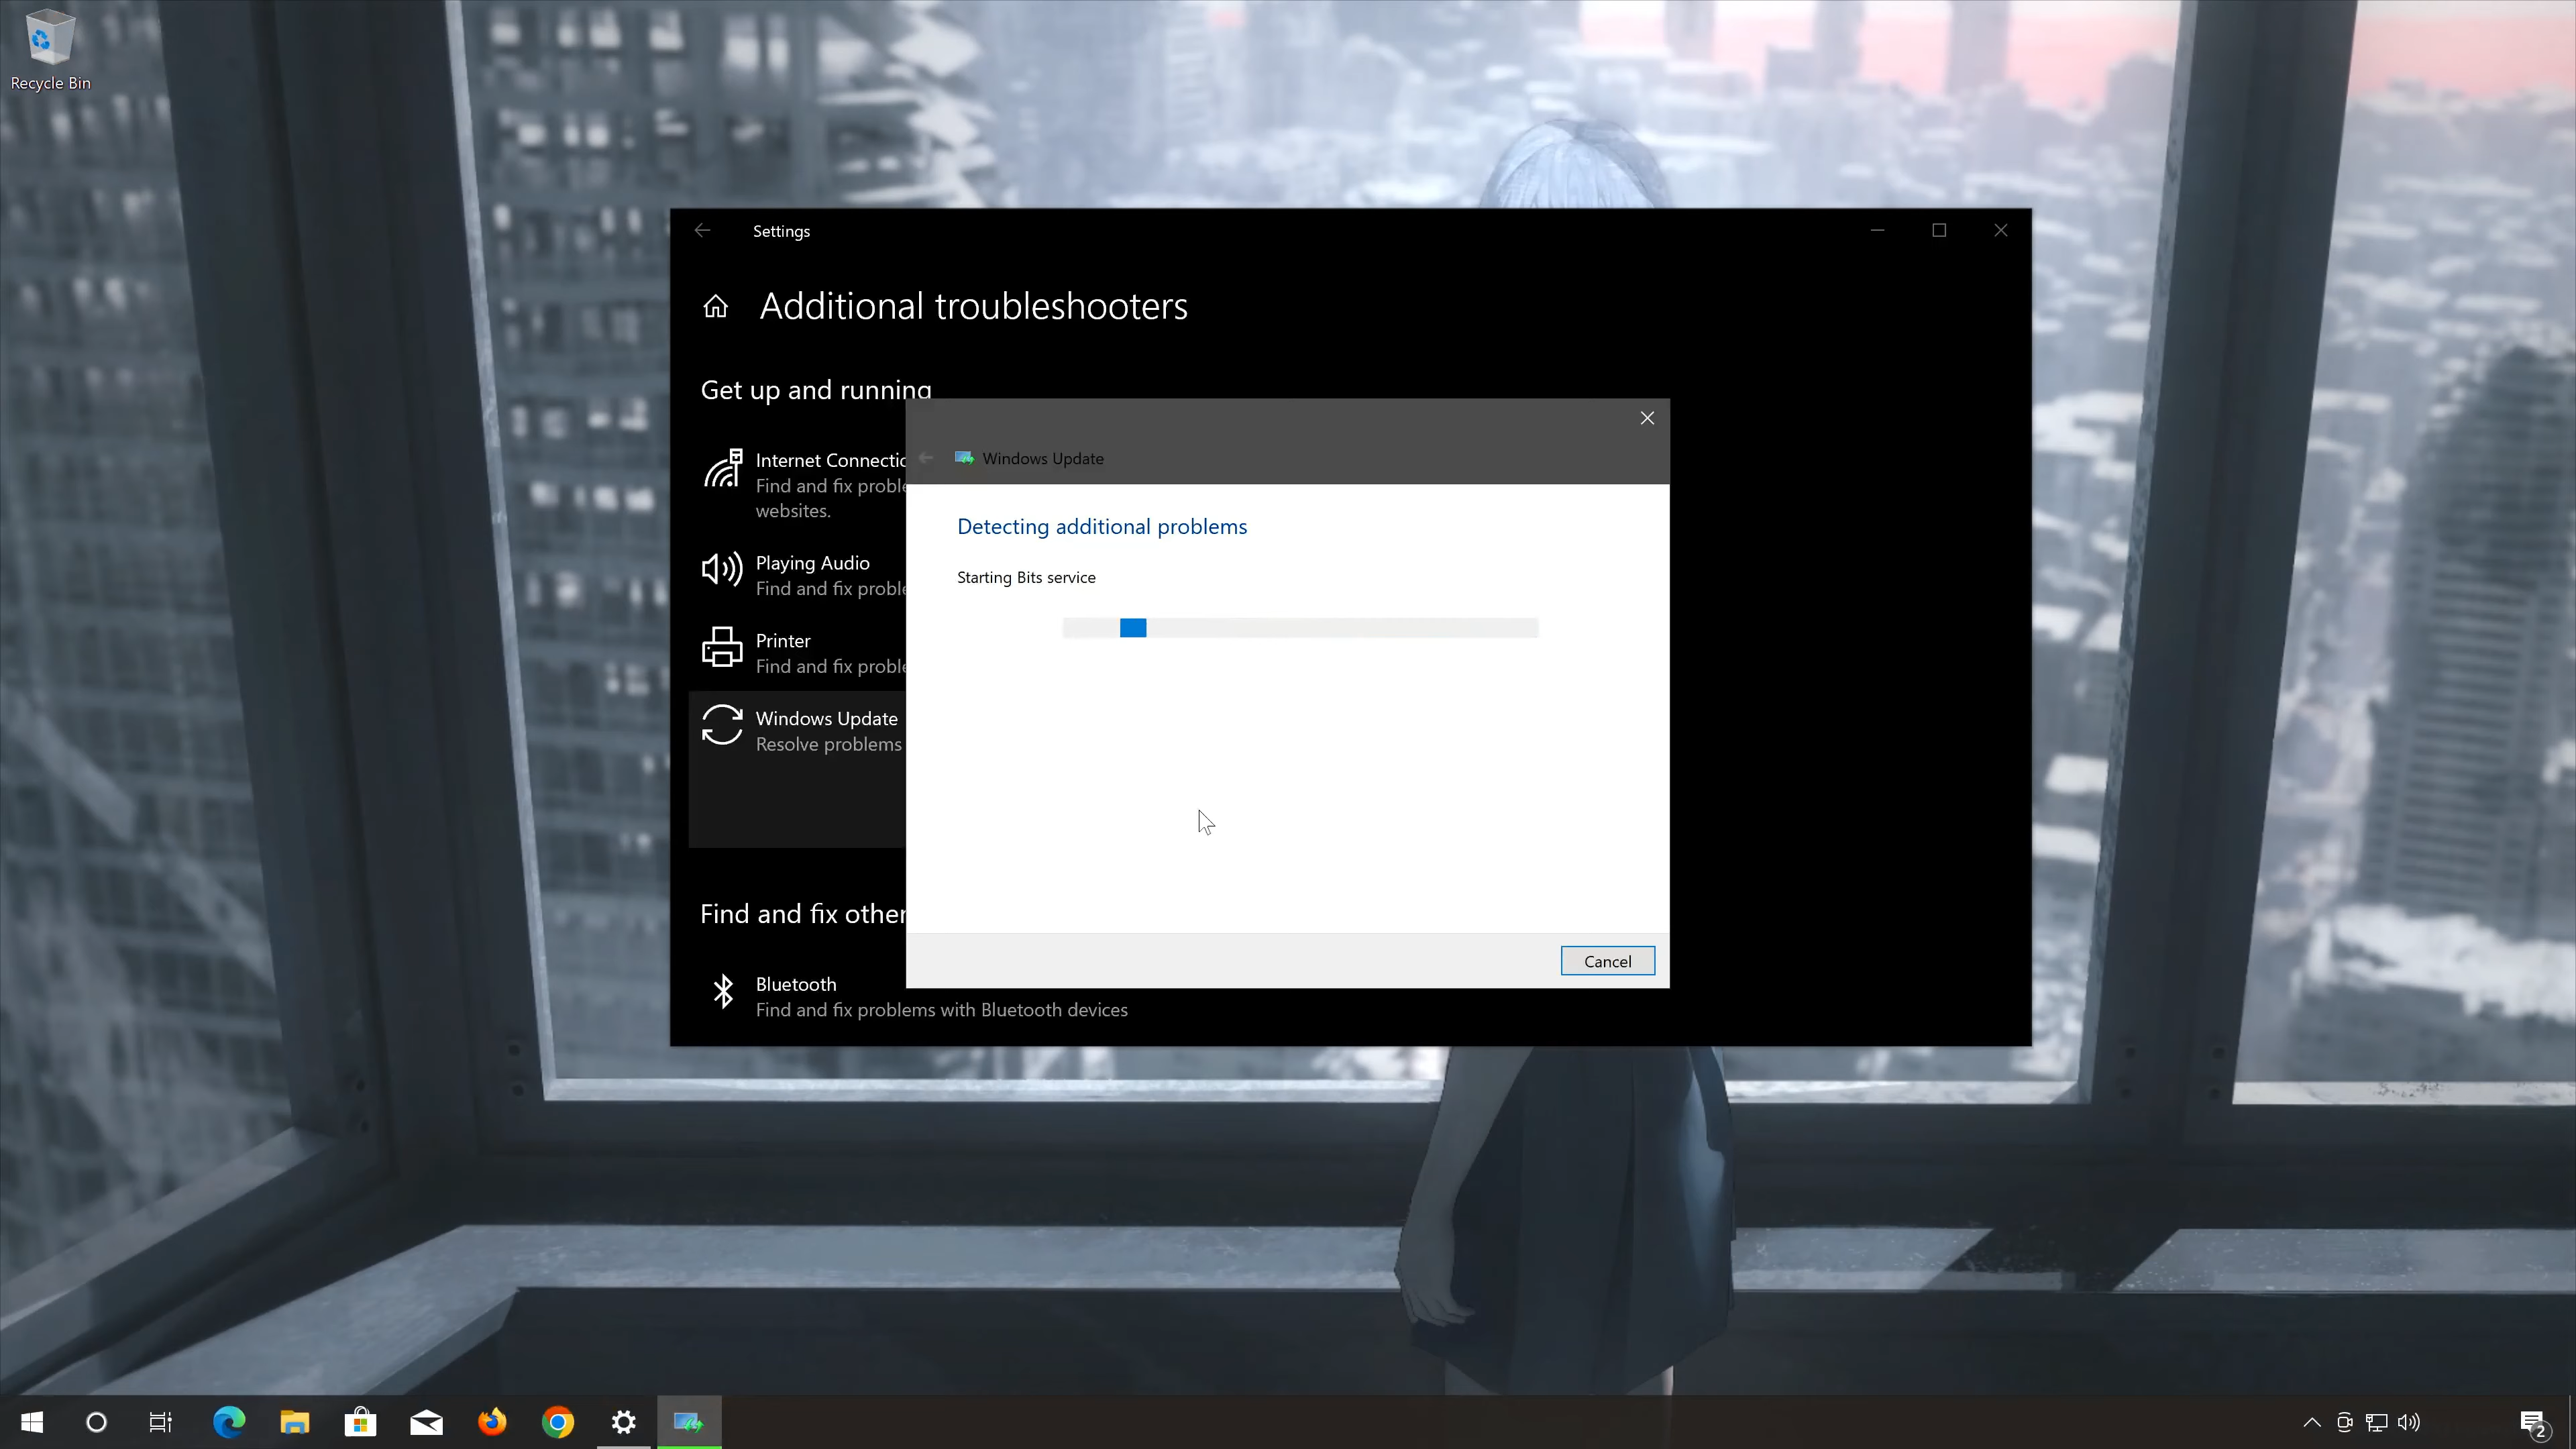 Recycle Bin
Settings
Additional troubleshooters
Get up and running
Internet Connectio
Find and fix proble
websites.
Playing Audio
Find and fix proble
Printer
Find and fix proble
Windows Update
Resolve problems
Find and fix other
Bluetooth
Find and fix problems with Bluetooth devices
Windows Update
Detecting additional problems
Starting Bits service
Cancel
2